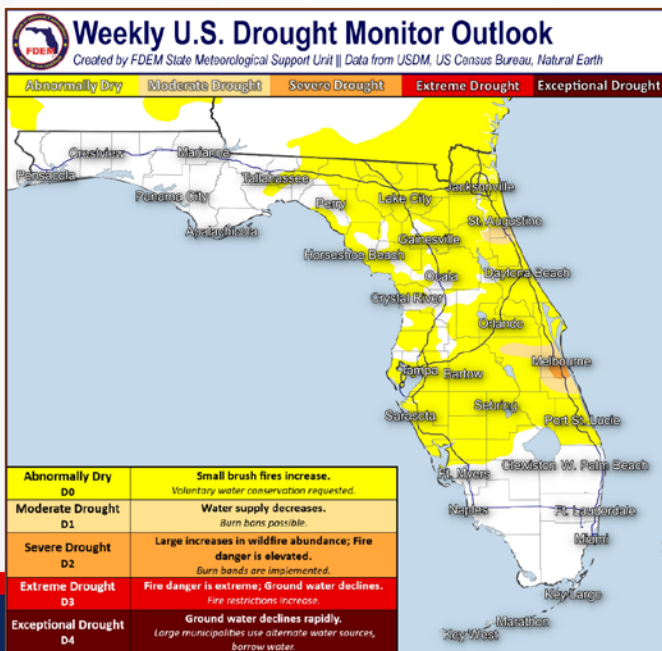 FDEM
Weekly U.S. Drought Monitor Outlook
Created by FDEM State Meteorological Support Unit || Data from USDM, US Census Bureau, Natural Earth
Abnormally Dry Moderate Drought Severe Drought Extreme Drought Exceptional Drought
Crestview Marianna
Pensacola
Tallahassee Jacksonville
Panama City
Perry Lake City
St. Augustine
Apalachicola
Gainesville
Horseshoe Beach
Ocala Daytona Beach
Crystal River
Orlando
Melbourne
Tampa Bartow
Sebring
Sarasota
Port St. Lucie
Ft. Myers Clewiston W. Palm Beach
Naples Ft. Lauderdale
Miami
Key Largo
Marathon
Key West
Abnormally Dry
D0
Small brush fires increase.
Voluntary water conservation requested.
Moderate Drought
D1
Water supply decreases.
Burn bans possible.
Severe Drought
D2
Large increases in wildfire abundance; Fire
danger is elevated.
Burn bands are implemented.
Extreme Drought
D3
Fire danger is extreme; Ground water declines.
Fire restrictions increase.
Exceptional Drought
D4
Ground water declines rapidly.
Large municipalities use alternate water sources,
borrow water.